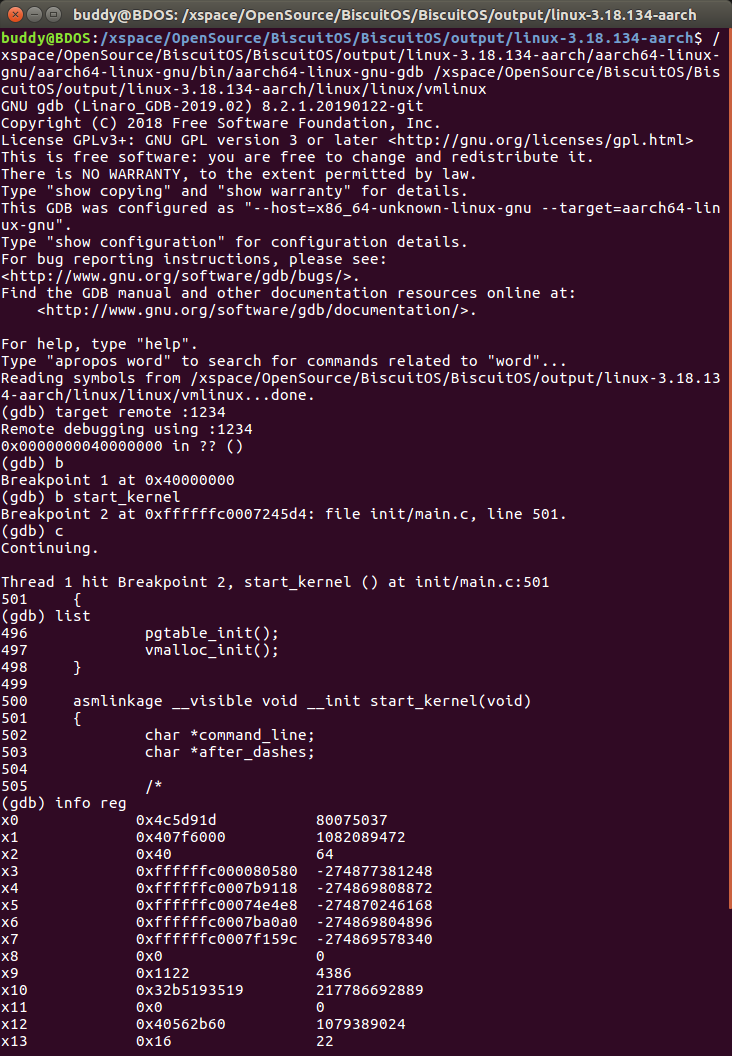 buddy@BDOS: /xspace/OpenSource/BiscuitOS/BiscuitOS/output/linux-3.18.134-aarch
buddy@BDOS:/xspace/OpenSource/BiscuitOS/BiscuitOS/output/linux-3.18.134-aarch$ /
xspace/OpenSource/BiscuitOS/BiscuitOS/output/linux-3.18.134-aarch/aarch64-linux-
gnu/aarch64-linux-gnu/bin/aarch64-linux-gnu-gdb /xspace/OpenSource/BiscuitOS/Bis
cuitOS/output/linux-3.18.134-aarch/linux/linux/vmlinux
GNU gdb (Linaro_GDB-2019.02) 8.2.1.20190122-git
Copyright (C) 2018 Free Software Foundation, Inc.
License GPLv3+: GNU GPL version 3 or later <http://gnu.org/licenses/gpl.html>
This is free software: you are free to change and redistribute it.
There is NO WARRANTY, to the extent permitted by law.
Type "show copying" and "show warranty" for details.
This GDB was configured as "--host=x86_64-unknown-linux-gnu --target=aarch64-lin
ux-gnu".
Type "show configuration" for configuration details.
For bug reporting instructions, please see:
<http://www.gnu.org/software/gdb/bugs/>.
Find the GDB manual and other documentation resources online at:
    <http://www.gnu.org/software/gdb/documentation/>.

For help, type "help".
Type "apropos word" to search for commands related to "word"...
Reading symbols from /xspace/OpenSource/BiscuitOS/BiscuitOS/output/linux-3.18.13
4-aarch/linux/linux/vmlinux...done.
(gdb) target remote :1234
Remote debugging using :1234
0x0000000040000000 in ?? ()
(gdb) b
Breakpoint 1 at 0x40000000
(gdb) b start_kernel
Breakpoint 2 at 0xffffffc0007245d4: file init/main.c, line 501.
(gdb) c
Continuing.

Thread 1 hit Breakpoint 2, start_kernel () at init/main.c:501
501     {
(gdb) list
496             pgtable_init();
497             vmalloc_init();
498     }
499
500     asmlinkage __visible void __init start_kernel(void)
501     {
502             char *command_line;
503             char *after_dashes;
504
505             /*
(gdb) info reg
x0             0x4c5d91d           80075037
x1             0x407f6000          1082089472
x2             0x40                64
x3             0xffffffc000080580  -274877381248
x4             0xffffffc0007b9118  -274869808872
x5             0xffffffc00074e4e8  -274870246168
x6             0xffffffc0007ba0a0  -274869804896
x7             0xffffffc0007f159c  -274869578340
x8             0x0                 0
x9             0x1122              4386
x10            0x32b5193519        217786692889
x11            0x0                 0
x12            0x40562b60          1079389024
x13            0x16                22